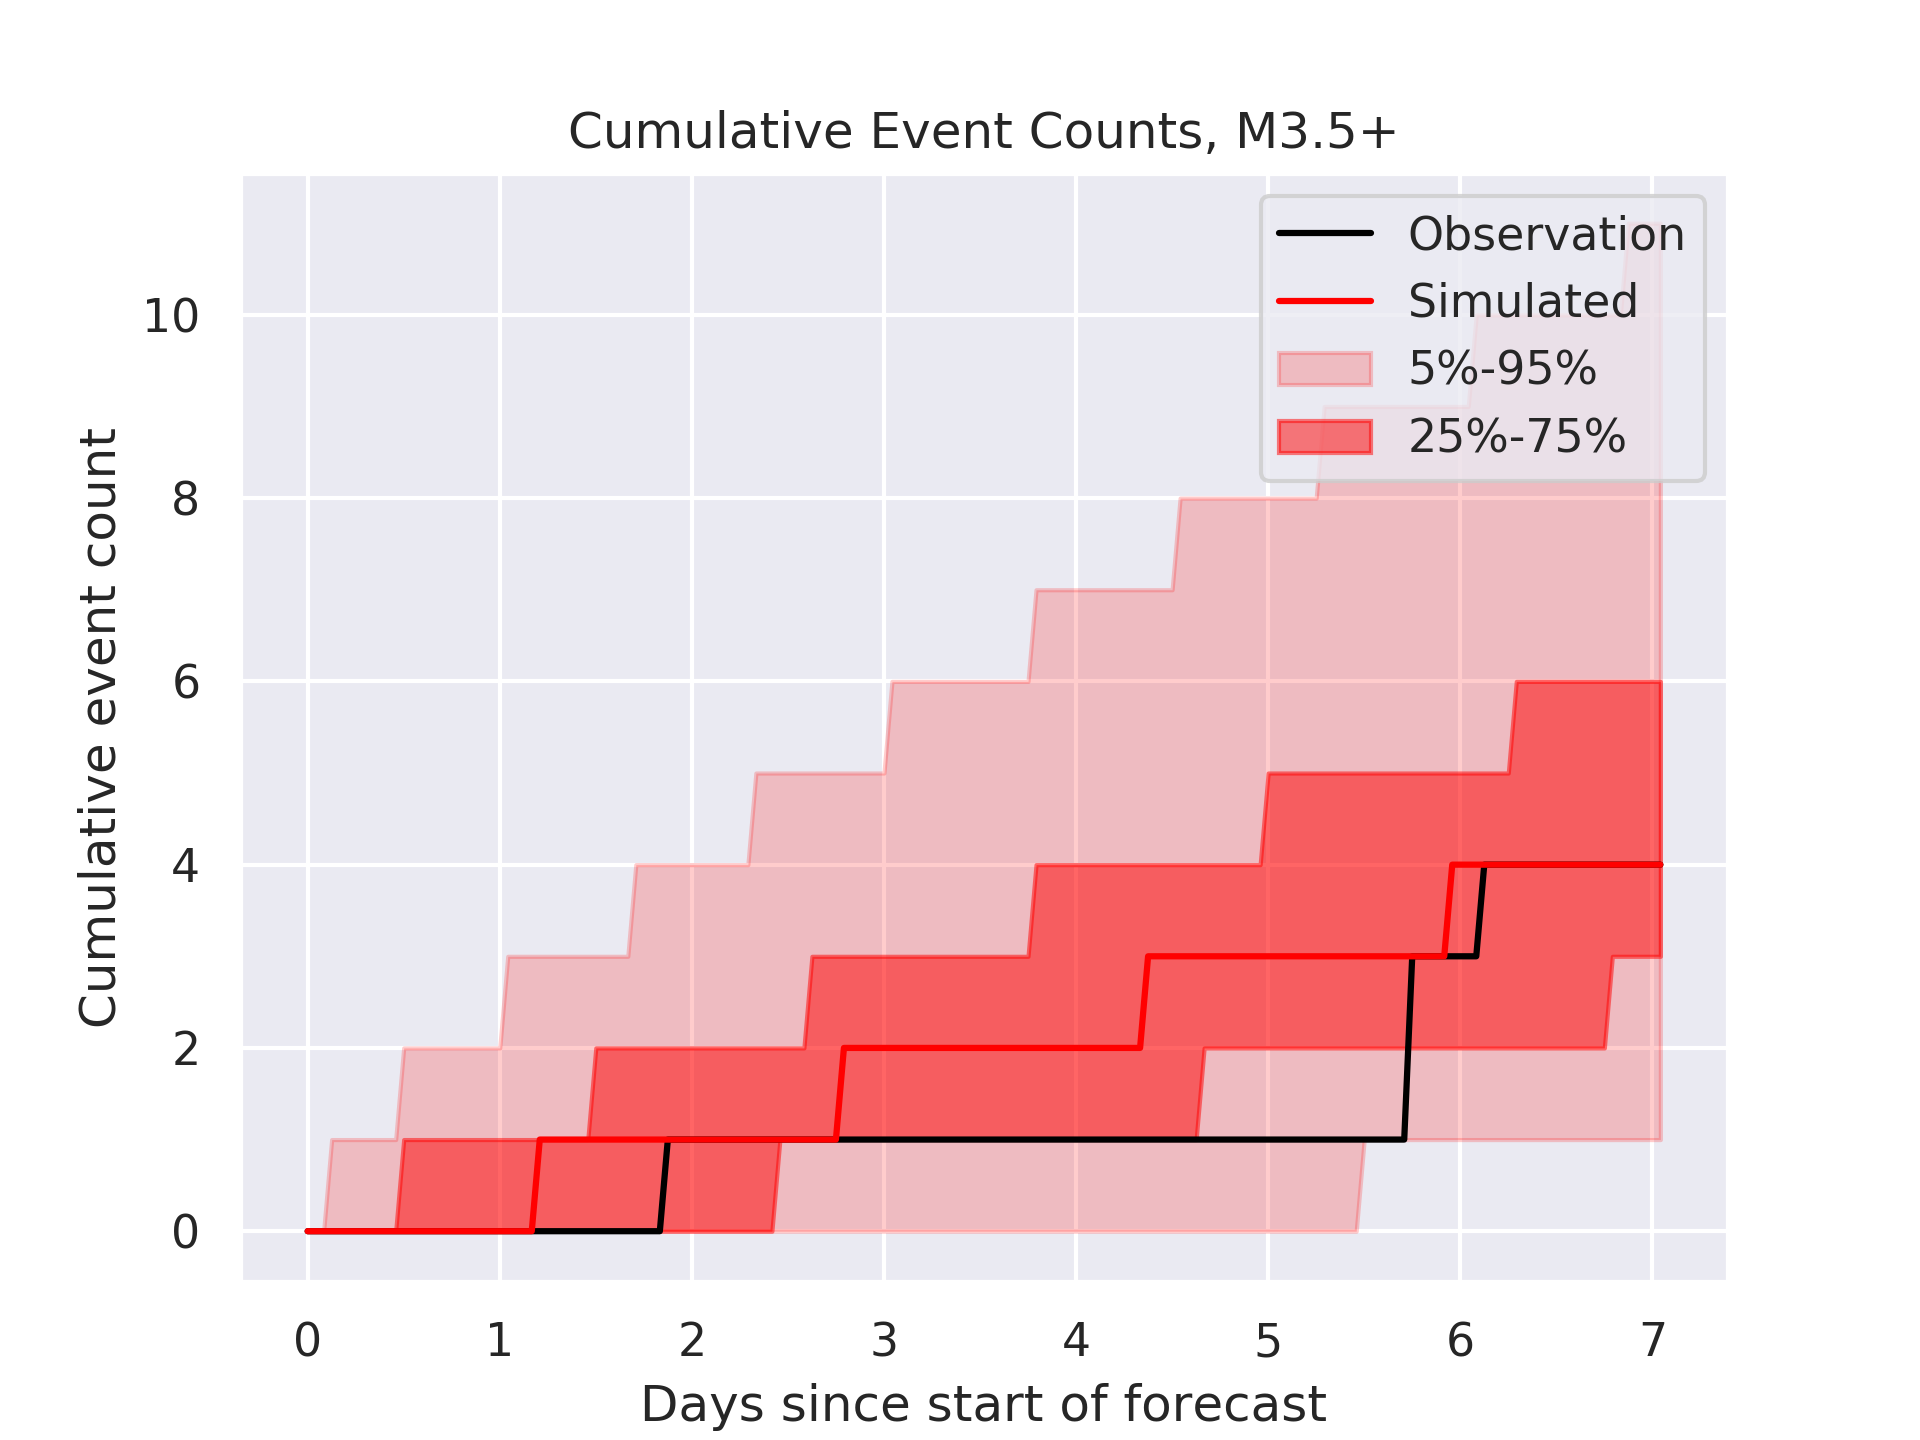 Cumulative Event Counts, M3.5+
Observation
Simulated
5%-95%
25%-75%
Cumulative event count
10
8
6
4
2
0
0 1 2 3 4 5 6 7
Days since start of forecast